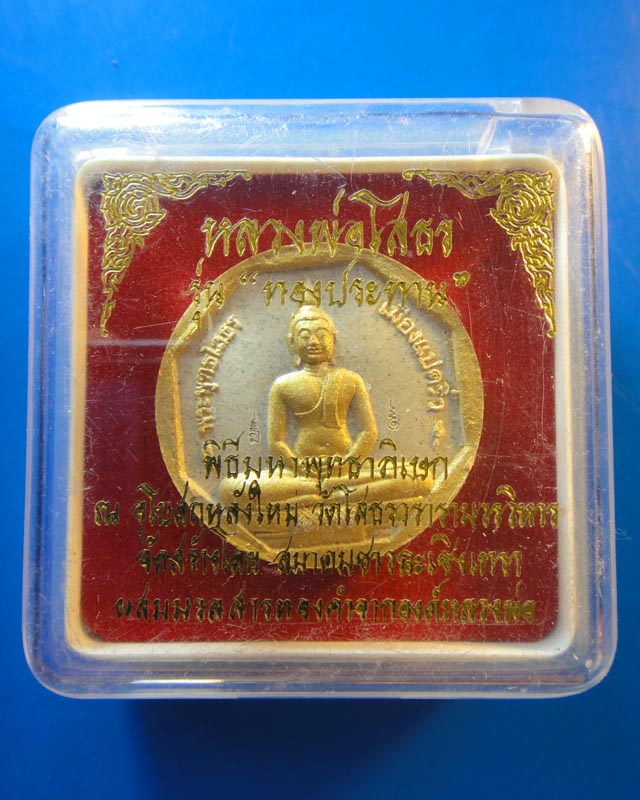 หลวงพ่อโสธร
รุ่น "ทองประทาน"
พระพุทธโสธร
เมืองแปดริ้ว
พิธีมหาพุทธาภิเษก
ณ อุโบสถหลังใหม่ วัดโสธรวรารามวรวิหาร
จัดสร้างโดย สมาคมชาวฉะเชิงเทรา
ผสมมวลสารตรงค์จากองค์หลวงพ่อ